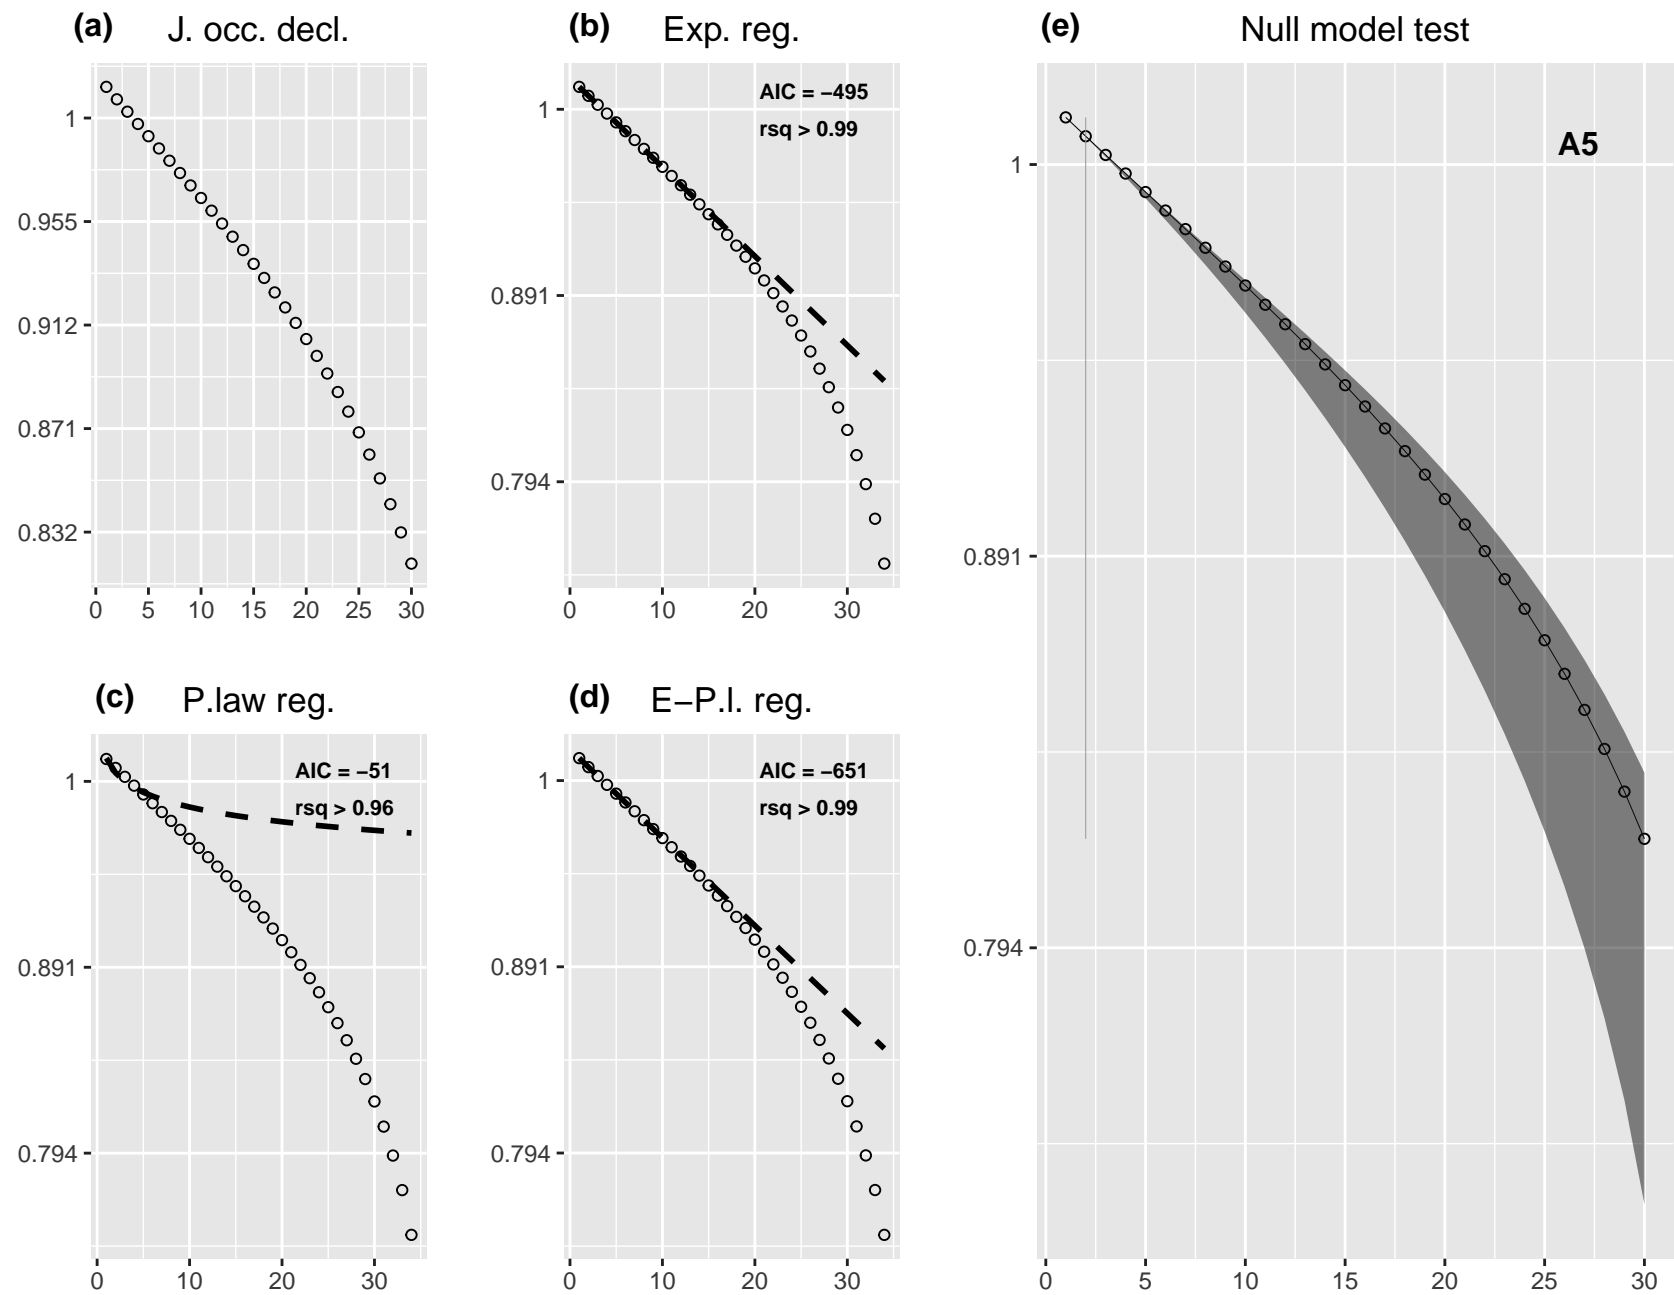 (a) J. occ. decl.
1
0.955
0.912
0.871
0.832
0 5 10 15 20 25 30
(b) Exp. reg.
AIC = −495
rsq > 0.99
1
0.891
0.794
0 10 20 30
(c) P.law reg.
AIC = −51
rsq > 0.96
1
0.891
0.794
0 10 20 30
(d) E−P.l. reg.
AIC = −651
rsq > 0.99
1
0.891
0.794
0 10 20 30
(e) Null model test
A5
1
0.891
0.794
0 5 10 15 20 25 30